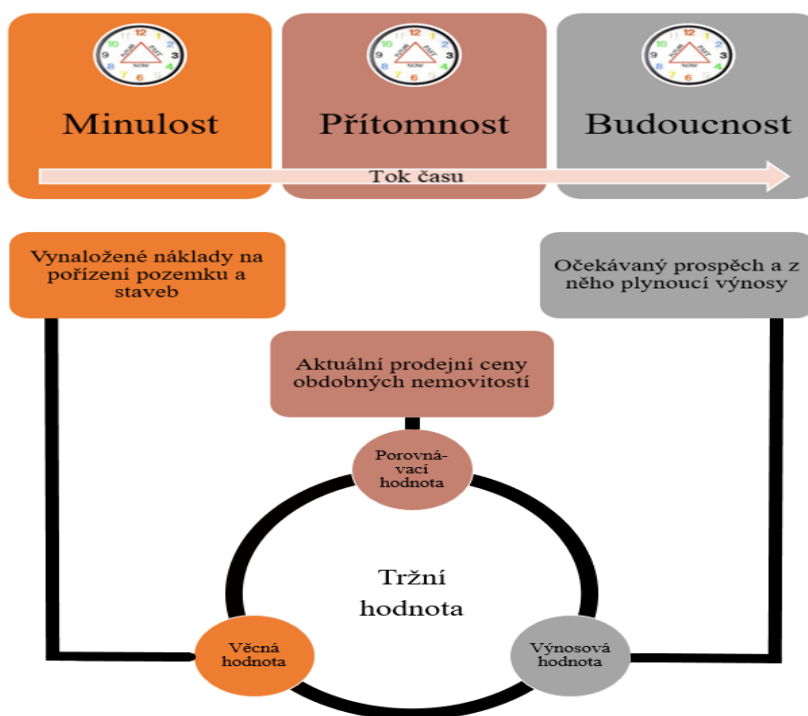 Minulost
Přítomnost
Budoucnost
Tok času
Vynaložené náklady na
pořízení pozemku a
staveb
Očekávaný prospěch a z
něho plynoucí výnosy
Aktuální prodejní ceny
obdobných nemovitostí
Porovná-
vací
hodnota
Tržní
hodnota
Věcná
hodnota
Výnosová
hodnota